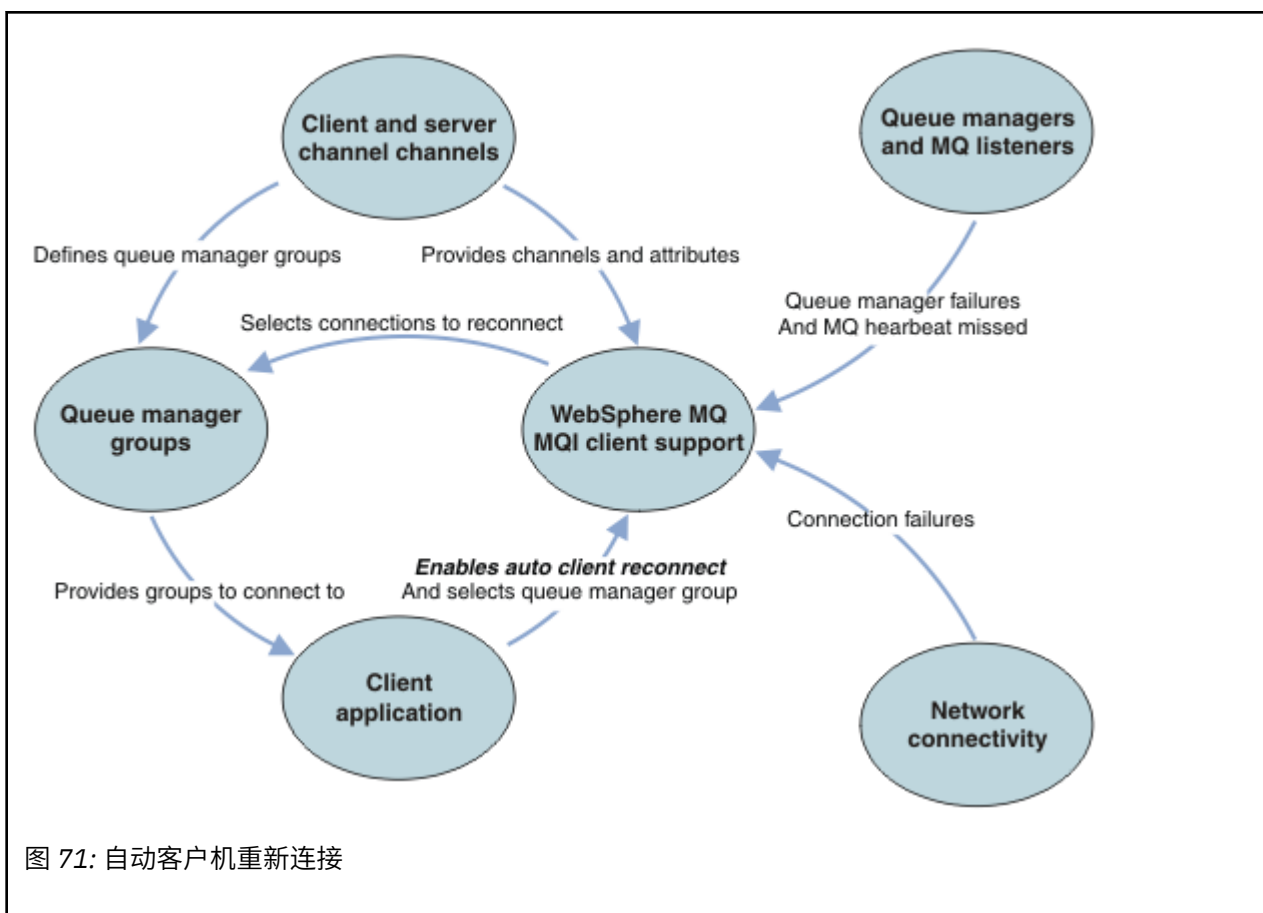 Client and server
channel channels
Queue managers
and MQ listeners
Defines queue manager groups
Provides channels and attributes
Queue manager failures
And MQ hearbeat missed
Selects connections to reconnect
Queue manager
groups
WebSphere MQ
MQI client support
Connection failures
Enables auto client reconnect
And selects queue manager group
Provides groups to connect to
Client
application
Network
connectivity
图 71: 自动客户机重新连接